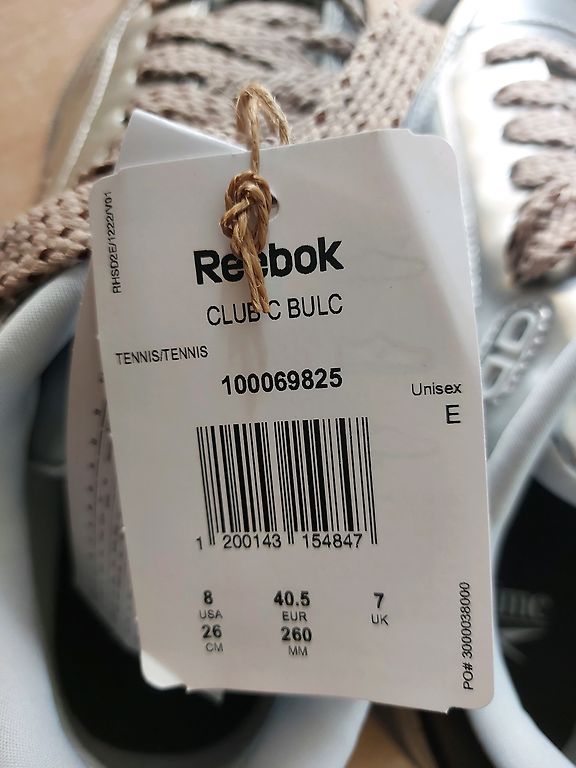 RHSD2E/1222/V01
Reebok
CLUB C BULC
TENNIS/TENNIS
100069825
Unisex
E
1 200143 154847
8 40.5 7
USA EUR UK
26 260
CM MM
PO# 3000038000